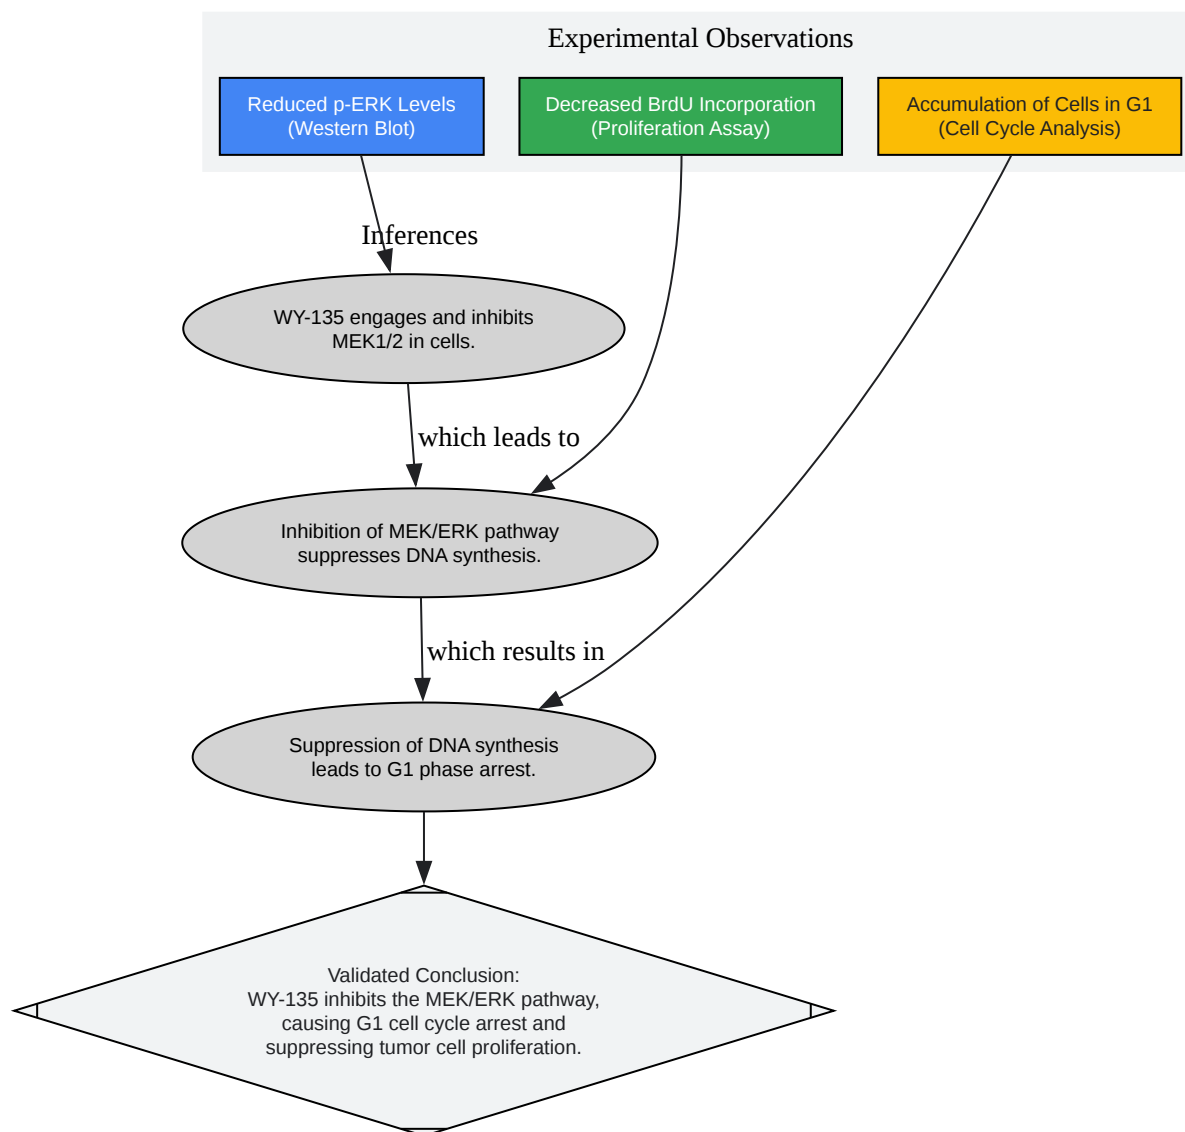 Experimental Observations
Reduced p-ERK Levels
(Western Blot)
Decreased BrdU Incorporation
(Proliferation Assay)
Accumulation of Cells in G1
(Cell Cycle Analysis)
Inferences
WY-135 engages and inhibits
MEK1/2 in cells.
which leads to
Inhibition of MEK/ERK pathway
suppresses DNA synthesis.
which results in
Suppression of DNA synthesis
leads to G1 phase arrest.
Validated Conclusion:
WY-135 inhibits the MEK/ERK pathway,
causing G1 cell cycle arrest and
suppressing tumor cell proliferation.